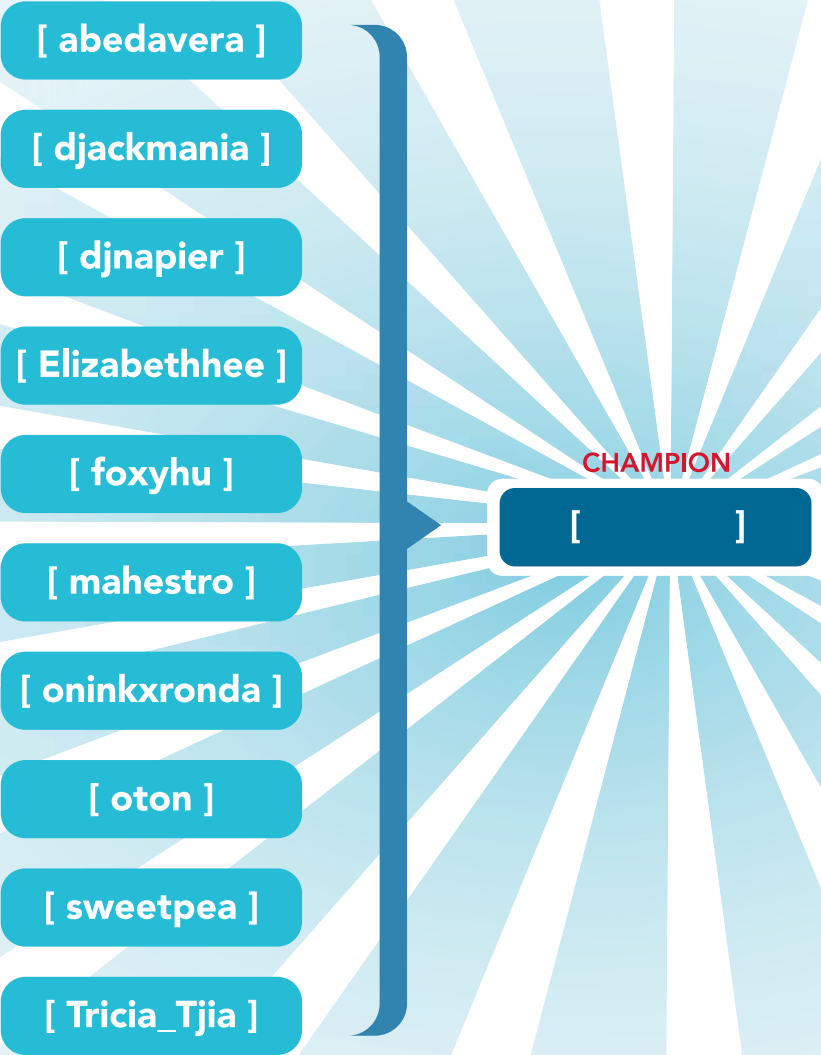 [ abedavera ]
[ djackmania ]
[ djnapier ]
[ Elizabethhee ]
[ foxyhu ]
[ mahestro ]
[ oninkxronda ]
[ oton ]
[ sweetpea ]
[ Tricia_Tjia ]
CHAMPION
[ ]